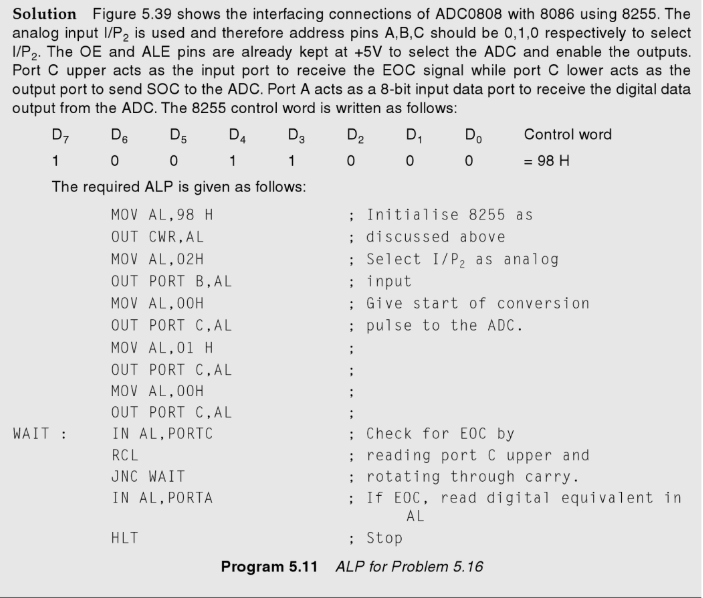 Solution Figure 5.39 shows the interfacing connections of ADC0808 with 8086 using 8255. The
analog input I/P₂ is used and therefore address pins A,B,C should be 0,1,0 respectively to select
I/P₂. The OE and ALE pins are already kept at +5V to select the ADC and enable the outputs.
Port C upper acts as the input port to receive the EOC signal while port C lower acts as the
output port to send SOC to the ADC. Port A acts as a 8-bit input data port to receive the digital data
output from the ADC. The 8255 control word is written as follows:
D₇ D₆ D₅ D₄ D₃ D₂ D₁ D₀ Control word
1 0 0 1 1 0 0 0 = 98 H
The required ALP is given as follows:
MOV AL,98 H ; Initialise 8255 as
OUT CWR,AL ; discussed above
MOV AL,02H ; Select I/P₂ as analog
OUT PORT B,AL ; input
MOV AL,00H ; Give start of conversion
OUT PORT C,AL ; pulse to the ADC.
MOV AL,01 H ;
OUT PORT C,AL ;
MOV AL,00H ;
OUT PORT C,AL ;
WAIT : IN AL,PORTC ; Check for EOC by
RCL ; reading port C upper and
JNC WAIT ; rotating through carry.
IN AL,PORTA ; If EOC, read digital equivalent in
AL
HLT ; Stop
Program 5.11 ALP for Problem 5.16